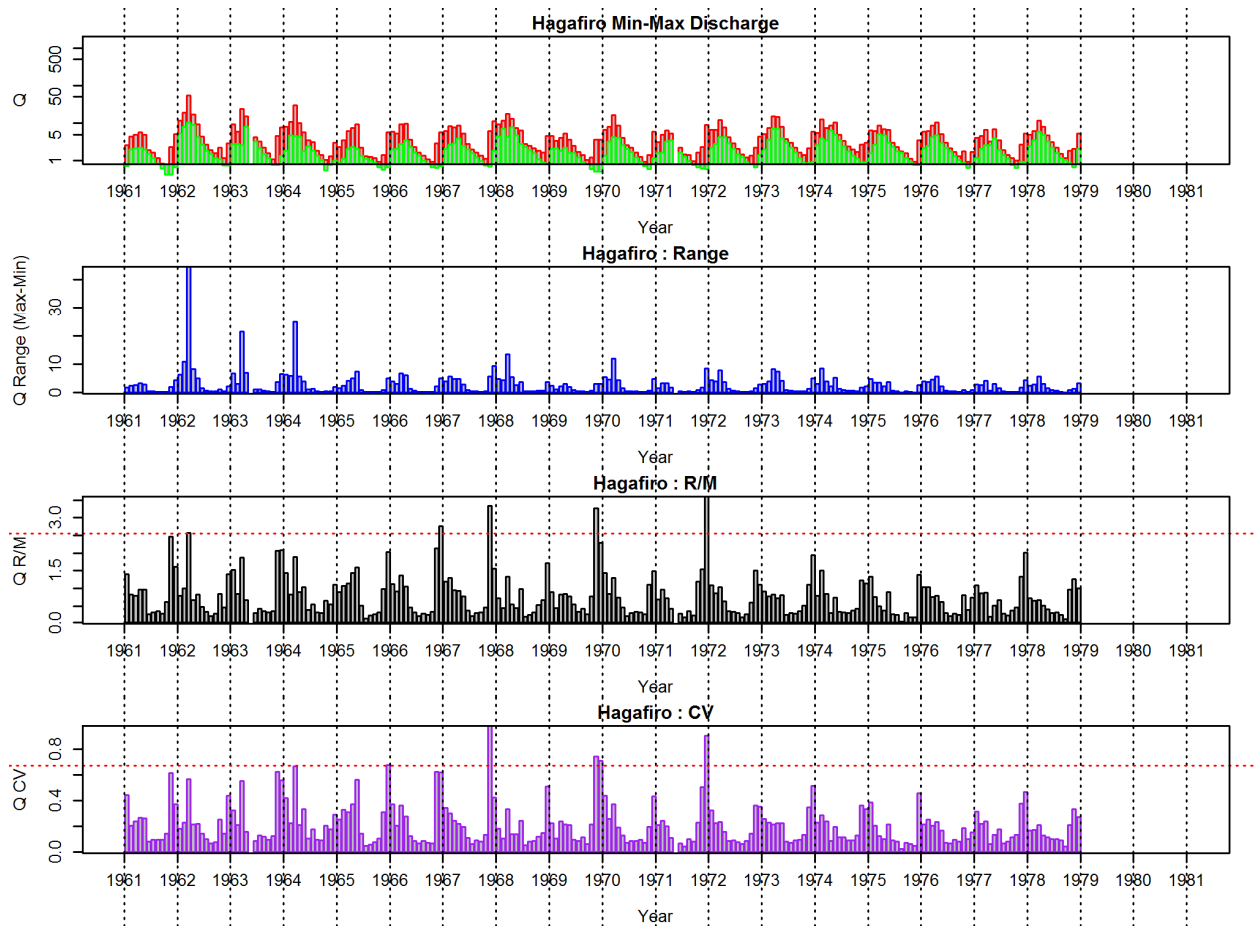 Hagafiro Min-Max Discharge
Q
500
50
5
1
1961 1962 1963 1964 1965 1966 1967 1968 1969 1970 1971 1972 1973 1974 1975 1976 1977 1978 1979 1980 1981
Year
Hagafiro : Range
Q Range (Max-Min)
30
10
0
1961 1962 1963 1964 1965 1966 1967 1968 1969 1970 1971 1972 1973 1974 1975 1976 1977 1978 1979 1980 1981
Year
Hagafiro : R/M
Q R/M
3.0
1.5
0.0
1961 1962 1963 1964 1965 1966 1967 1968 1969 1970 1971 1972 1973 1974 1975 1976 1977 1978 1979 1980 1981
Year
Hagafiro : CV
Q CV
0.8
0.4
0.0
1961 1962 1963 1964 1965 1966 1967 1968 1969 1970 1971 1972 1973 1974 1975 1976 1977 1978 1979 1980 1981
Year